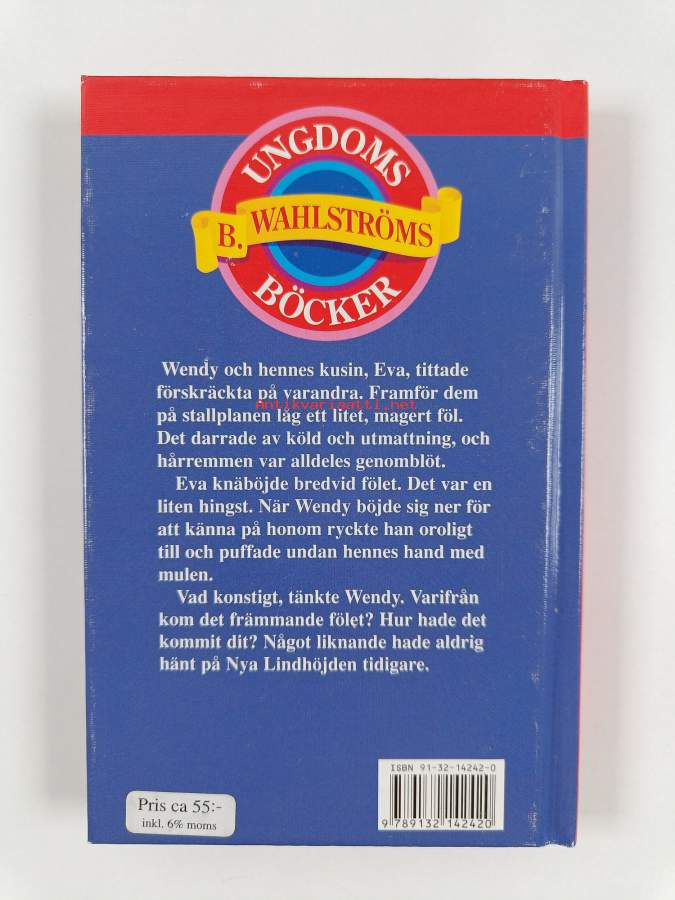 UNGDOMS
B. WAHLSTRÖMS
BÖCKER
Wendy och hennes kusin, Eva, tittade
förskräckta på varandra. Framför dem
antikvariaatti.net
på stallplanen låg ett litet, magert föl.
Det darrade av köld och utmattning, och
hårremmen var alldeles genomblöt.
Eva knäböjde bredvid fölet. Det var en
liten hingst. När Wendy böjde sig ner för
att känna på honom ryckte han oroligt
till och puffade undan hennes hand med
mulen.
Vad konstigt, tänkte Wendy. Varifrån
kom det främmande fölet? Hur hade det
kommit dit? Något liknande hade aldrig
hänt på Nya Lindhöjden tidigare.
ISBN 91-32-14242-0
9 789132 142420
Pris ca 55:-
inkl. 6% moms